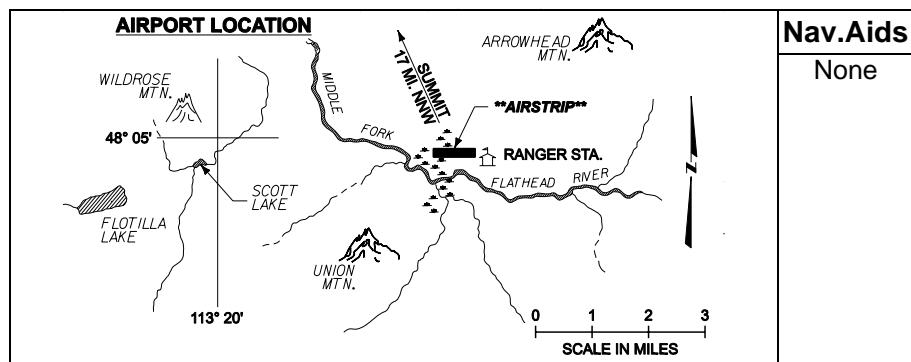 AIRPORT LOCATION
Nav.Aids
None
ARROWHEAD
MTN.
WILDROSE
MTN.
MIDDLE
FORK
SUMMIT
17 MI. NNW
**AIRSTRIP**
48° 05'
RANGER STA.
FLATHEAD RIVER
SCOTT
LAKE
FLOTILLA
LAKE
UNION
MTN.
N
113° 20'
0 1 2 3
SCALE IN MILES